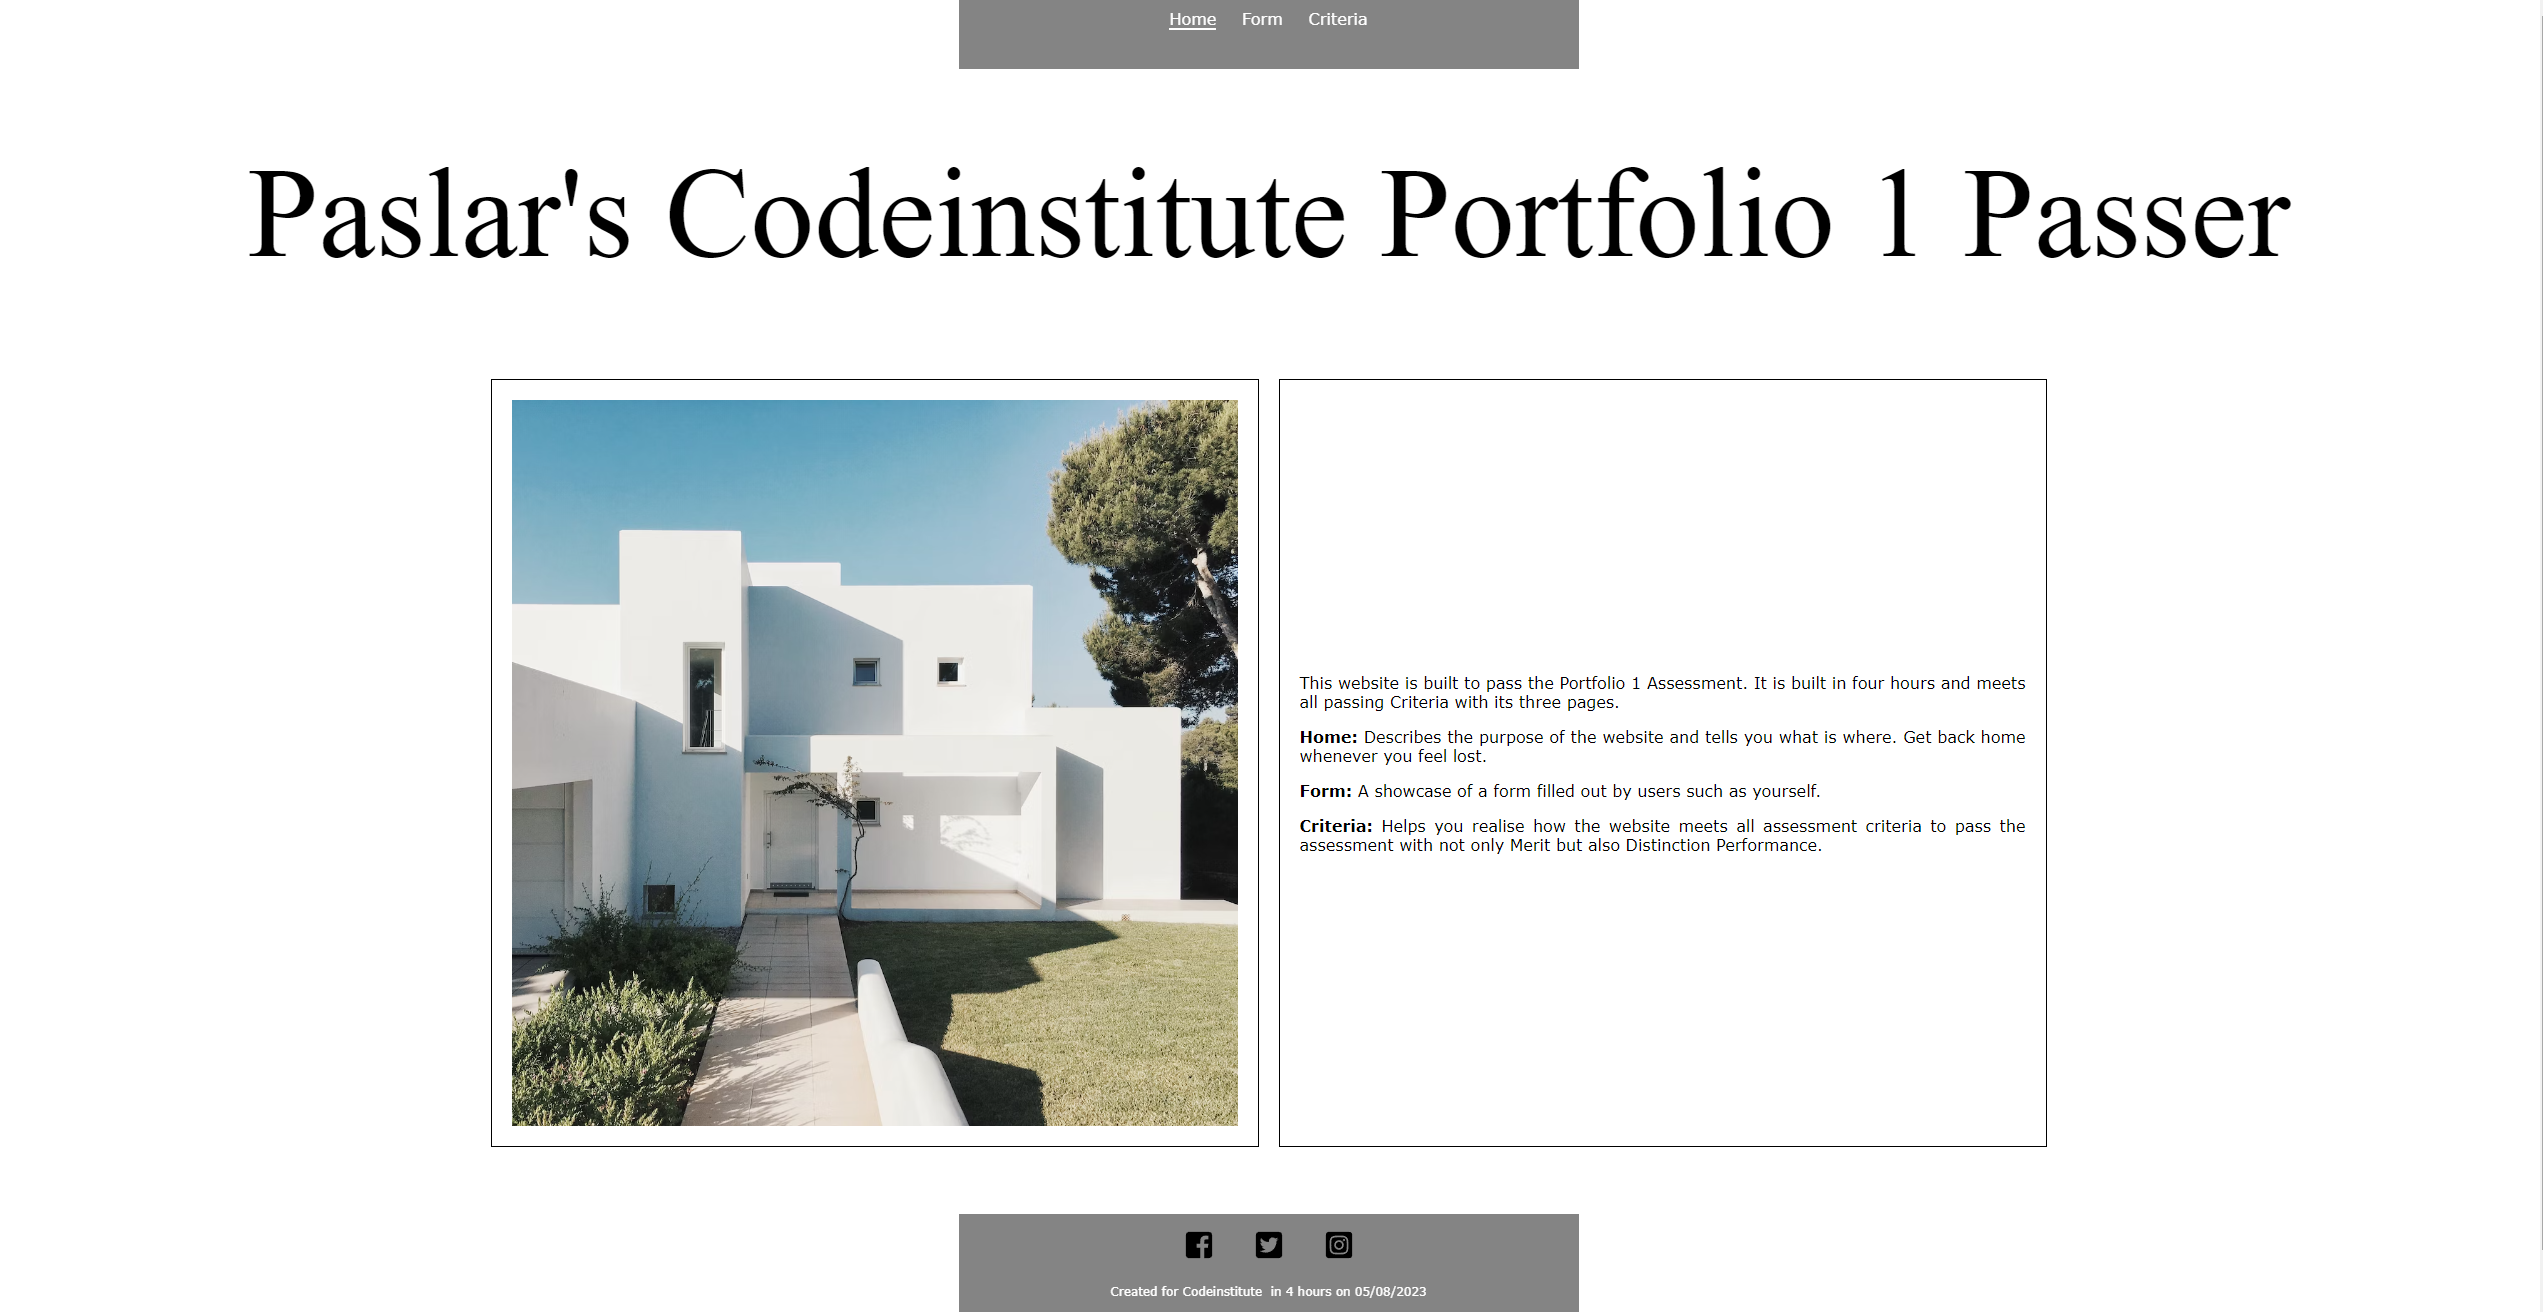 Home Form Criteria
Paslar's Codeinstitute Portfolio 1 Passer
This website is built to pass the Portfolio 1 Assessment. It is built in four hours and meets
all passing Criteria with its three pages.
Home: Describes the purpose of the website and tells you what is where. Get back home
whenever you feel lost.
Form: A showcase of a form filled out by users such as yourself.
Criteria: Helps you realise how the website meets all assessment criteria to pass the
assessment with not only Merit but also Distinction Performance.
Created for Codeinstitute in 4 hours on 05/08/2023